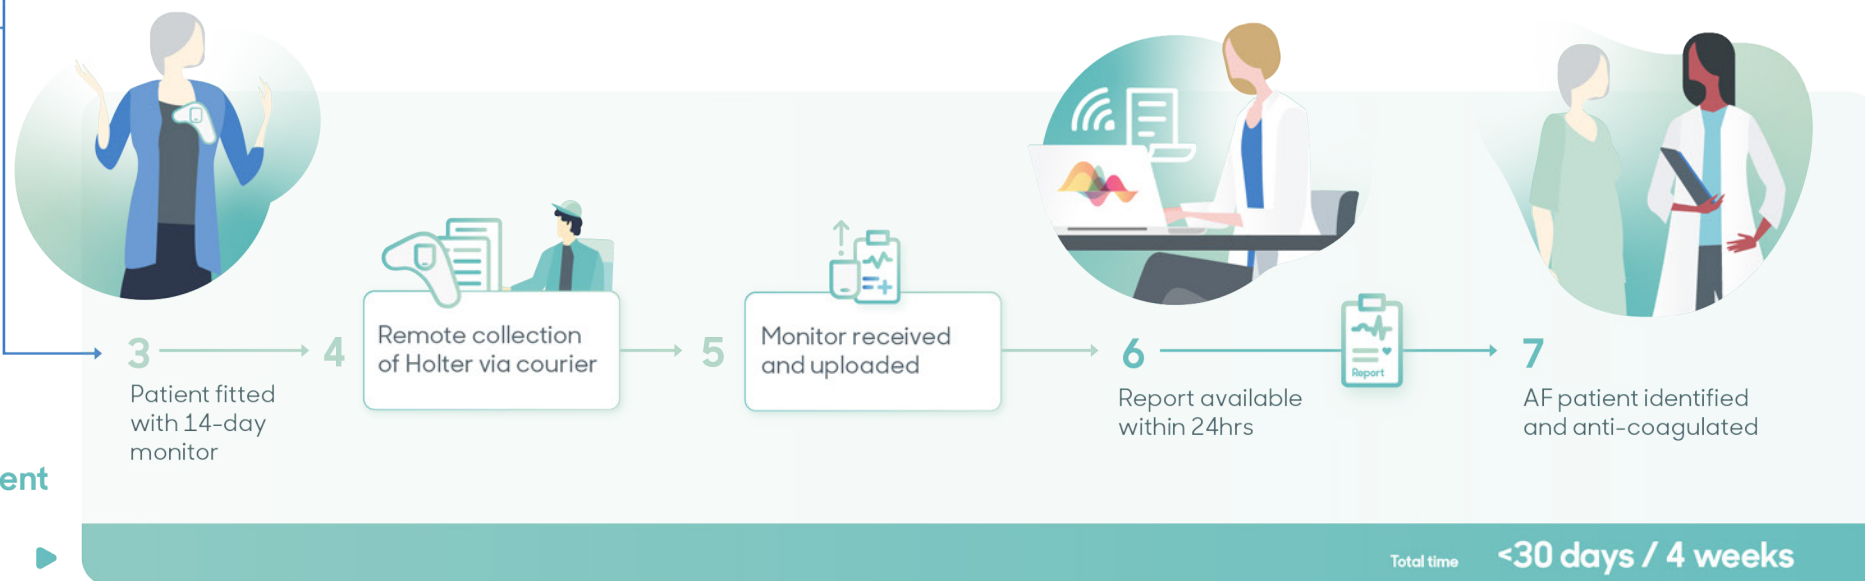 3
Patient fitted
with 14-day
monitor
4
Remote collection
of Holter via courier
5
Monitor received
and uploaded
6
Report available
within 24hrs
Report
7
AF patient identified
and anti-coagulated
ent
Total time <30 days / 4 weeks